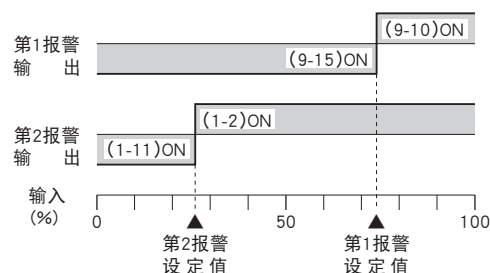 第1报警
输 出
(9-10)ON
(9-15)ON
第2报警
输 出
(1-2)ON
(1-11)ON
输入
(%)
0 50 100
第2报警
设定值
第1报警
设定值